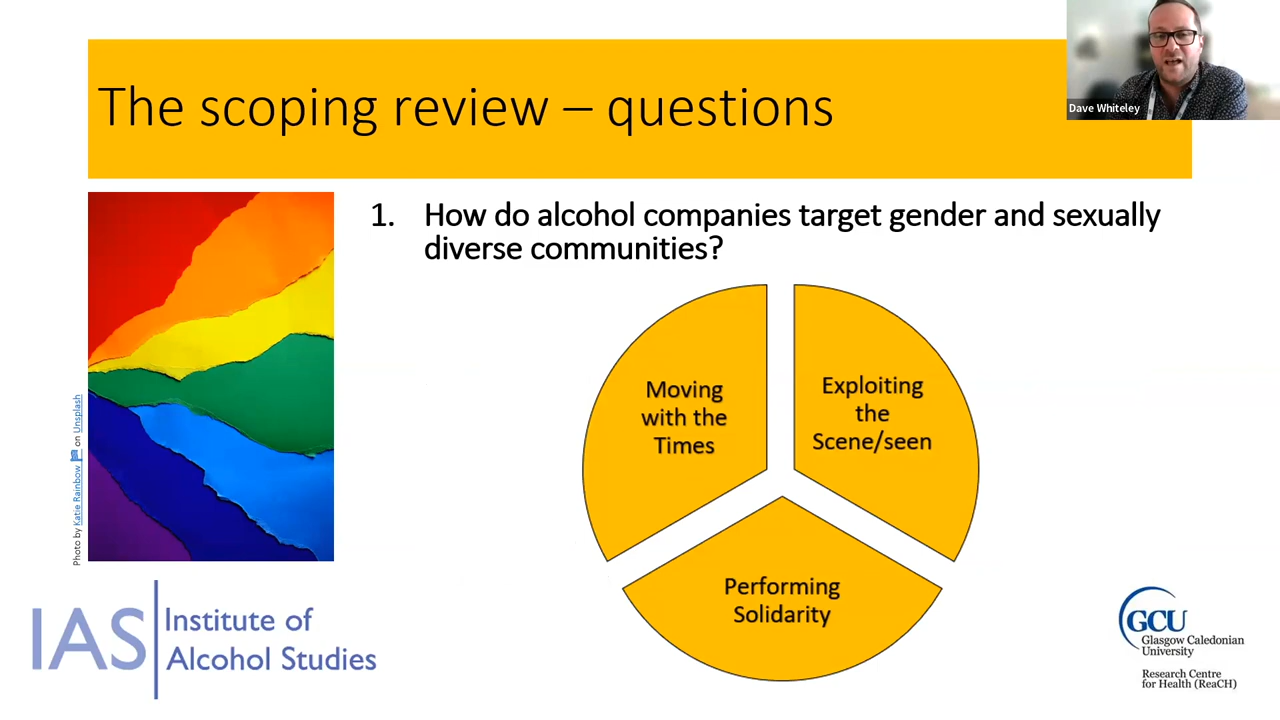 The scoping review – questions
Dave Whiteley
1. How do alcohol companies target gender and sexually
diverse communities?
Moving
with the
Times
Exploiting
the
Scene/seen
Performing
Solidarity
Photo by Katie Rainbow on Unsplash
IAS
Institute of
Alcohol Studies
GCU
Glasgow Caledonian
University
Research Centre
for Health (ReaCH)